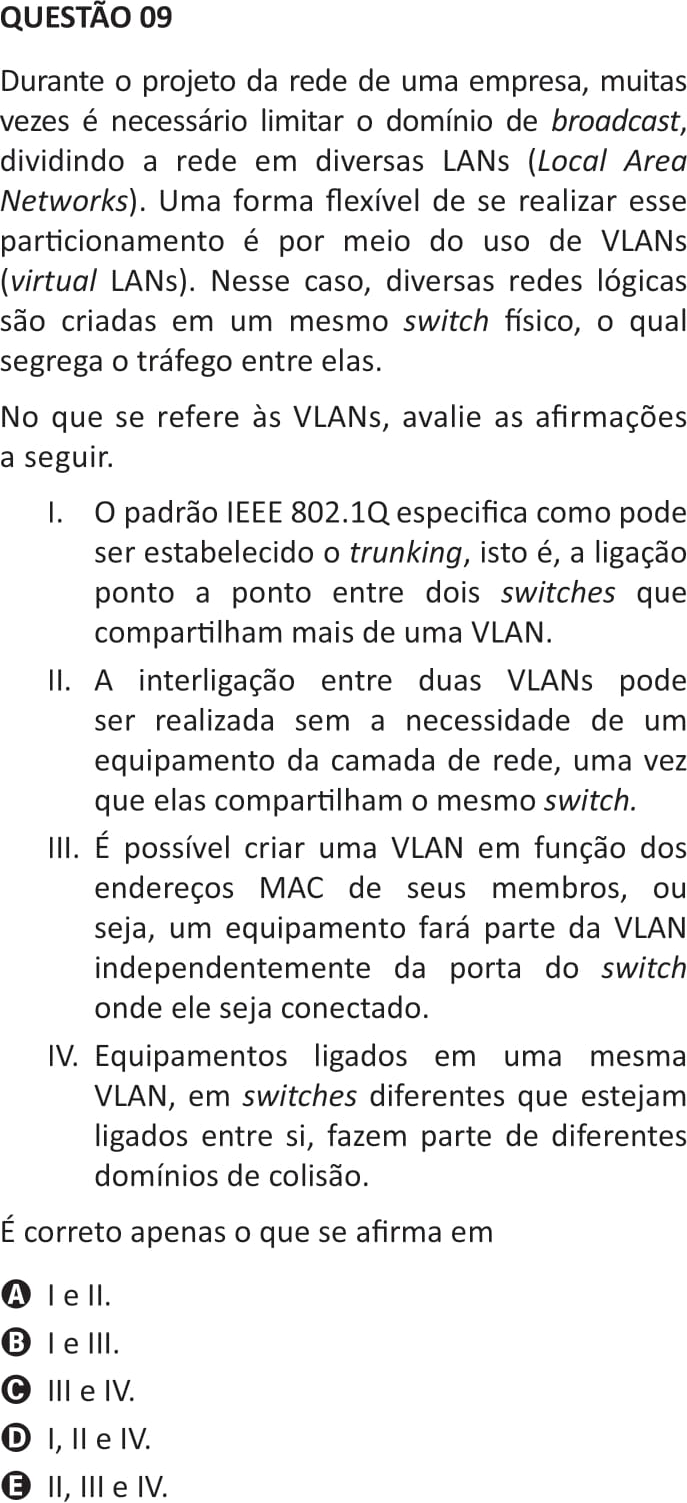 QUESTÃO 09
Durante o projeto da rede de uma empresa, muitas
vezes é necessário limitar o domínio de broadcast,
dividindo a rede em diversas LANs (Local Area
Networks). Uma forma flexível de se realizar esse
particionamento é por meio do uso de VLANs
(virtual LANs). Nesse caso, diversas redes lógicas
são criadas em um mesmo switch físico, o qual
segrega o tráfego entre elas.
No que se refere às VLANs, avalie as afirmações
a seguir.
I. O padrão IEEE 802.1Q especifica como pode
ser estabelecido o trunking, isto é, a ligação
ponto a ponto entre dois switches que
compartilham mais de uma VLAN.
II. A interligação entre duas VLANs pode
ser realizada sem a necessidade de um
equipamento da camada de rede, uma vez
que elas compartilham o mesmo switch.
III. É possível criar uma VLAN em função dos
endereços MAC de seus membros, ou
seja, um equipamento fará parte da VLAN
independentemente da porta do switch
onde ele seja conectado.
IV. Equipamentos ligados em uma mesma
VLAN, em switches diferentes que estejam
ligados entre si, fazem parte de diferentes
domínios de colisão.
É correto apenas o que se afirma em
A I e II.
B I e III.
C III e IV.
D I, II e IV.
E II, III e IV.